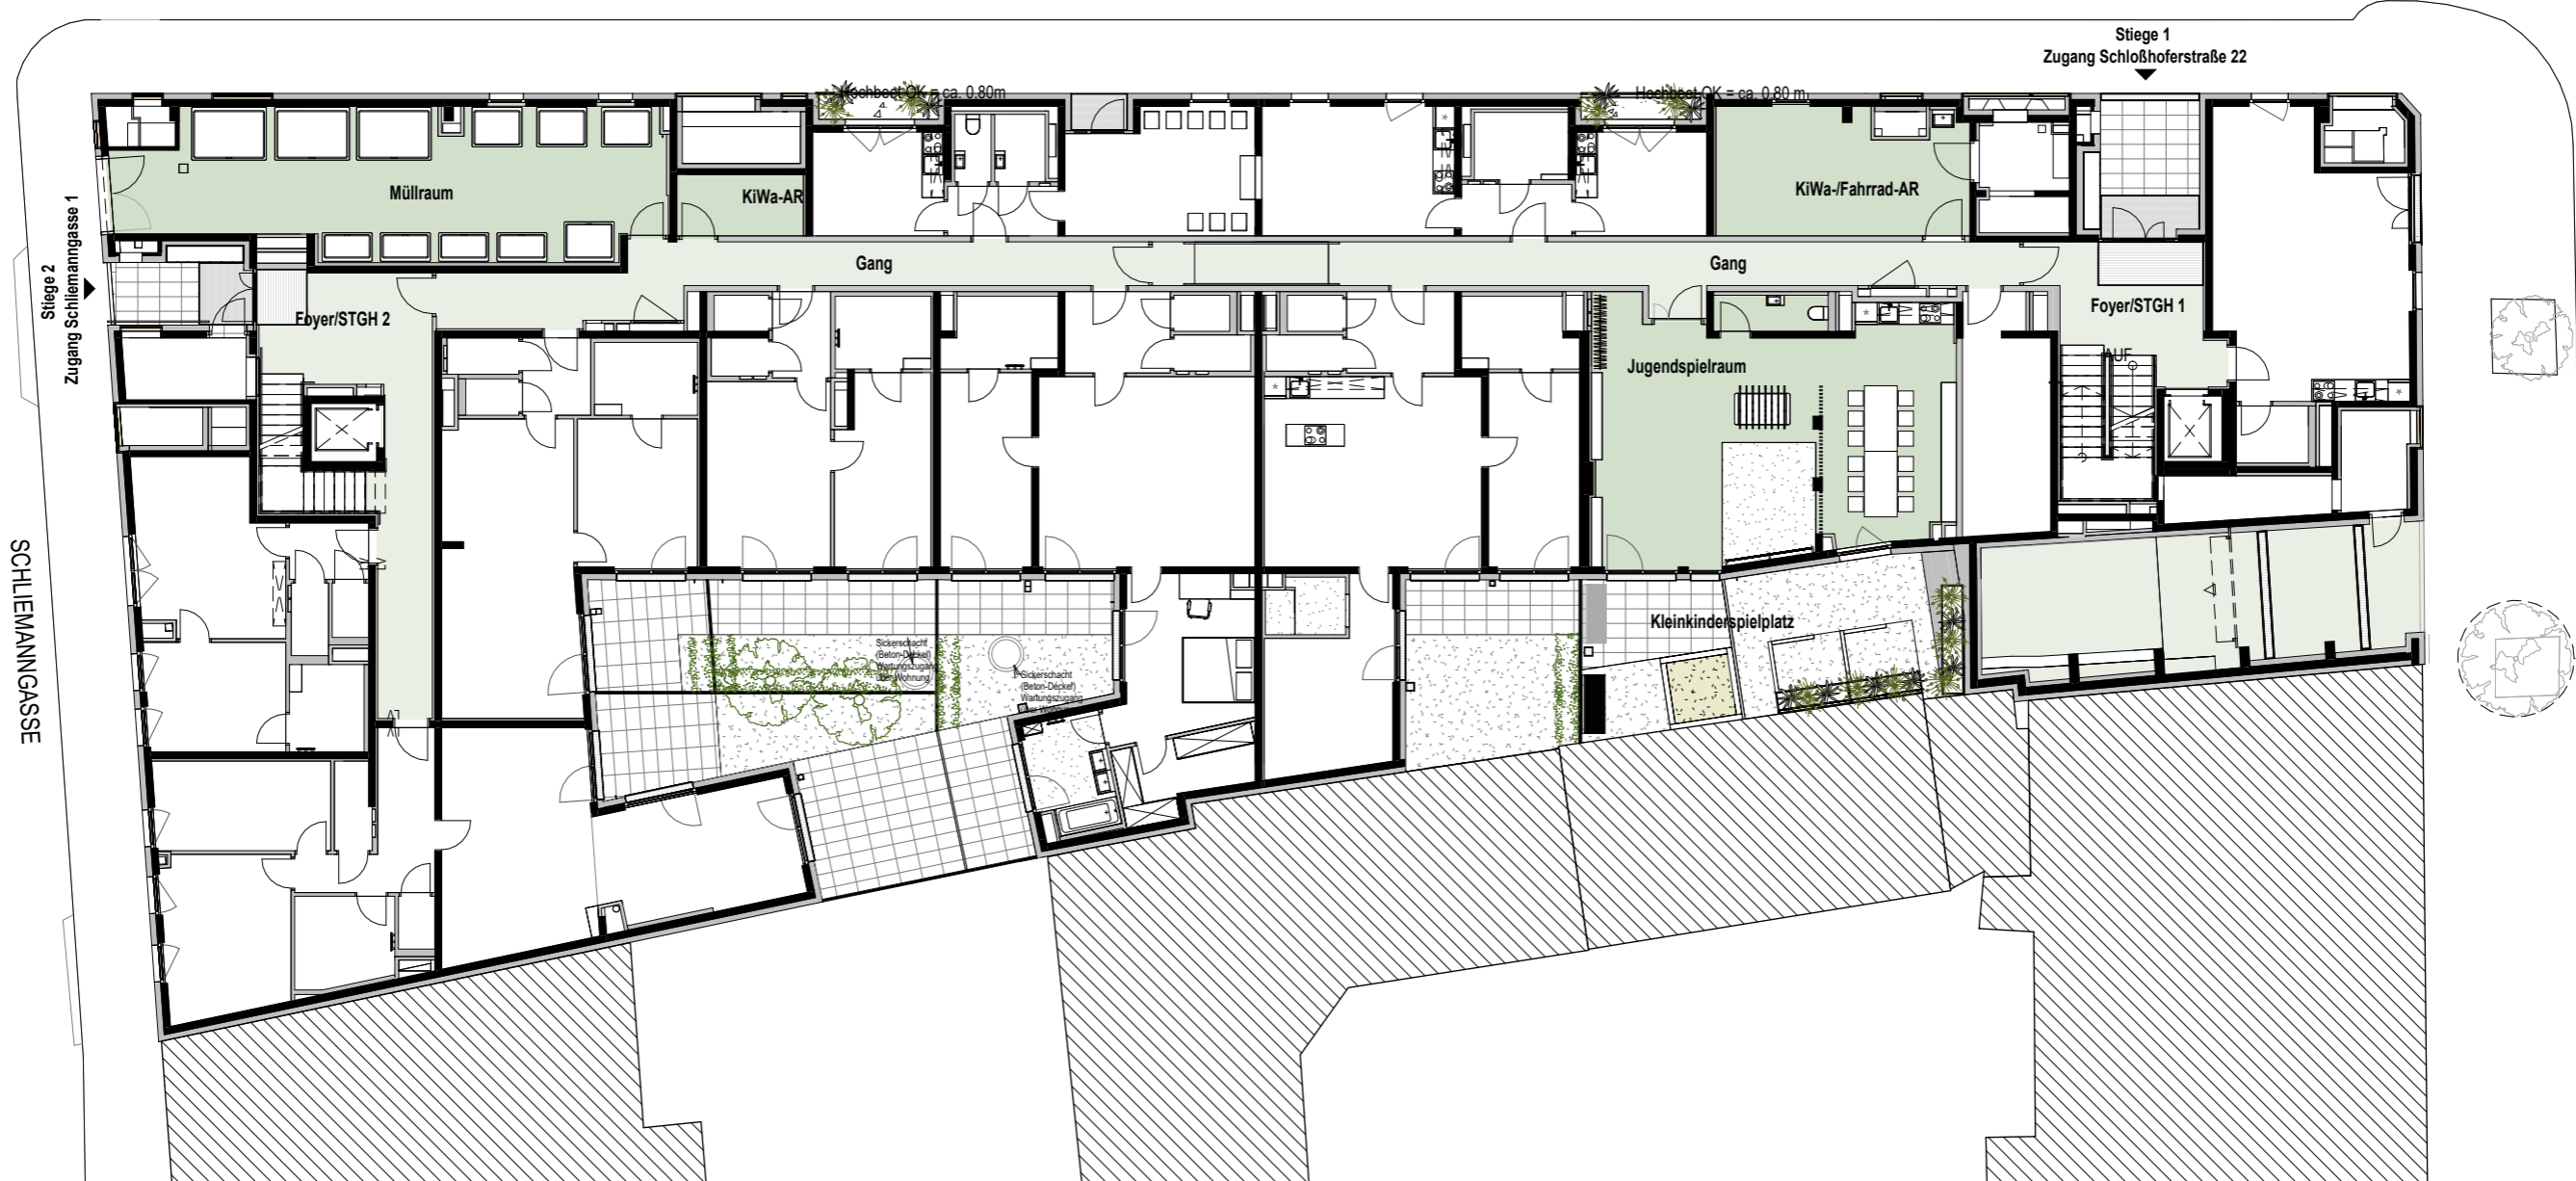 Stiege 1
Zugang Schloßhoferstraße 22
Hochbeet OK = ca. 0.80m
Hochbeet OK = ca. 0.80 m
Müllraum
KiWa-AR
KiWa-/Fahrrad-AR
Stiege 2
Zugang Schliemanngasse 1
Gang
Gang
Foyer/STGH 2
Foyer/STGH 1
AUF
Jugendspielraum
SCHLIEMANNGASSE
Kleinkinderspielplatz
Sickerschacht
(Beton-Deckel)
Wartungszugang
über Wohnung
Sickerschacht
(Beton-Deckel)
Wartungszugang